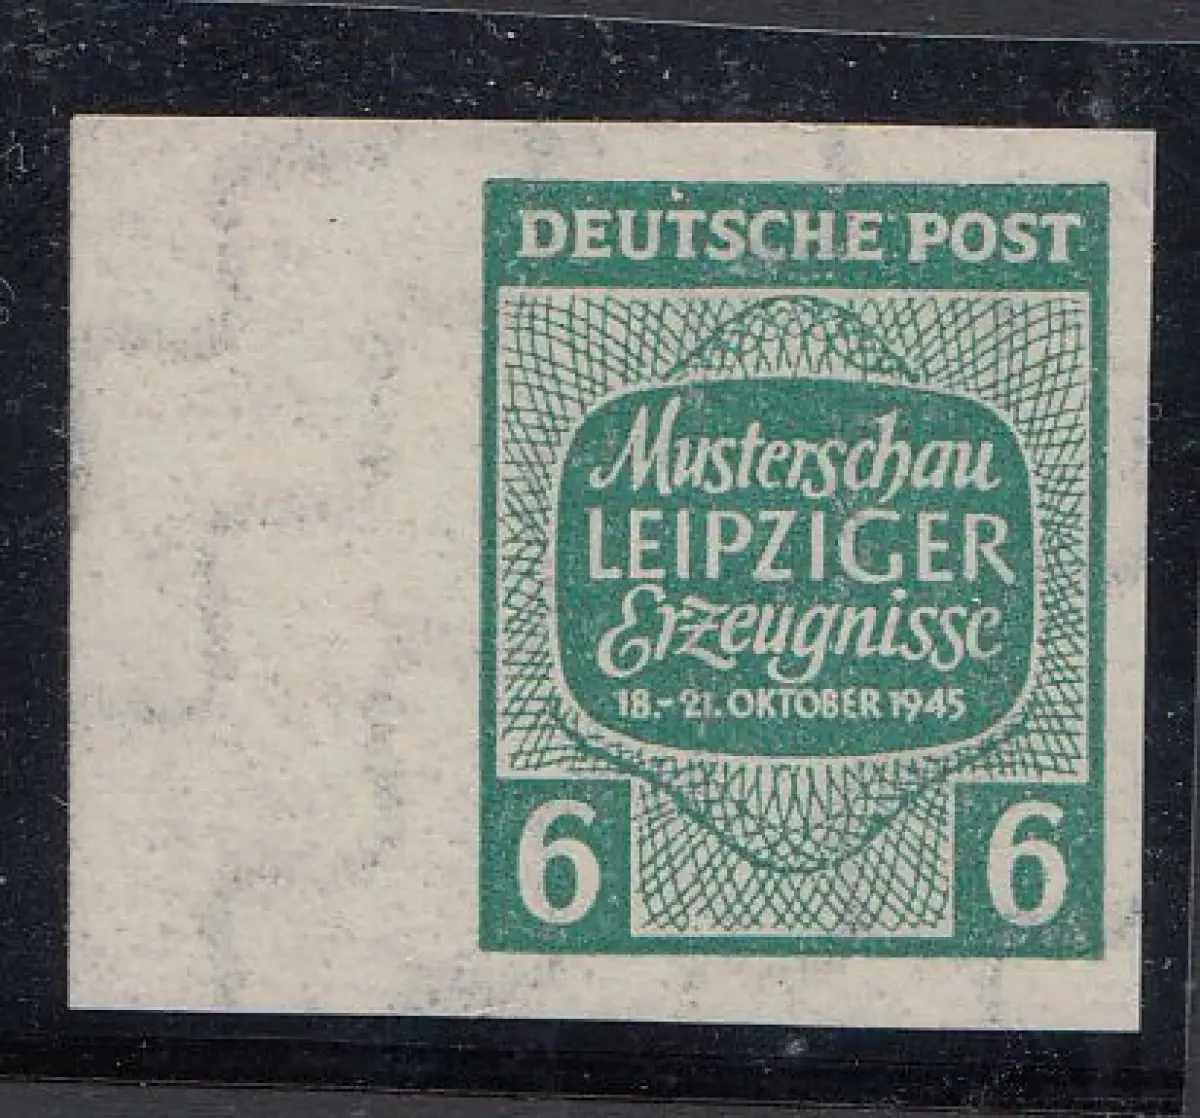 DEUTSCHE POST
Musterschau
LEIPZIGER
Erzeugnisse
18.-21. OKTOBER 1945
6 6